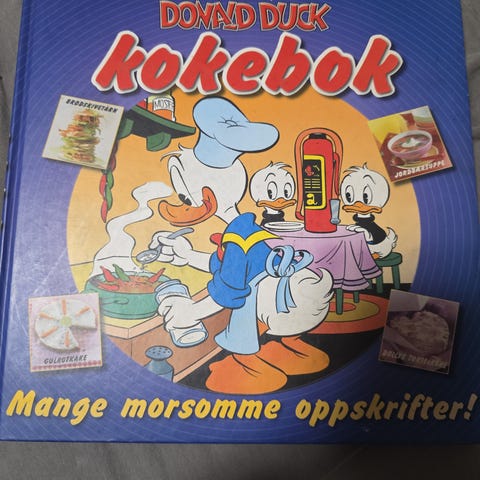 DONALD DUCK
kokebok
BRØDSKIVETÅRN
MOST
JORDBÆRSUPPE
a
GULROTKAKE
Mange morsomme oppskrifter!